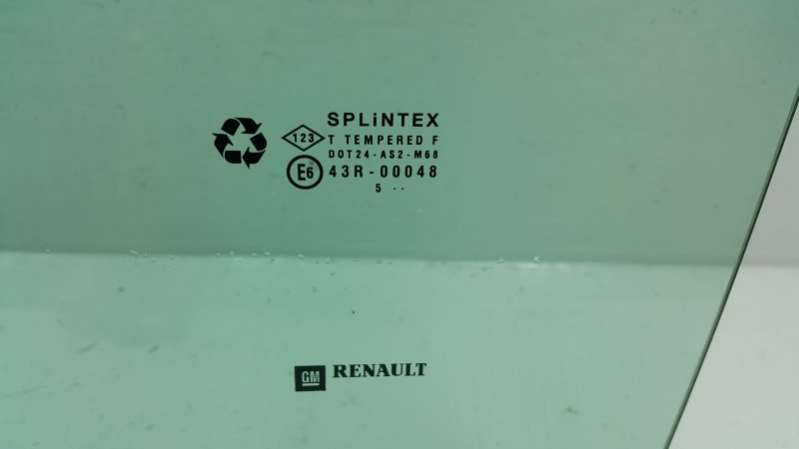 SPLiNTEX
123 T TEMPERED F
DOT24-AS2-M68
E6 43R-00048
5 ··
GM RENAULT